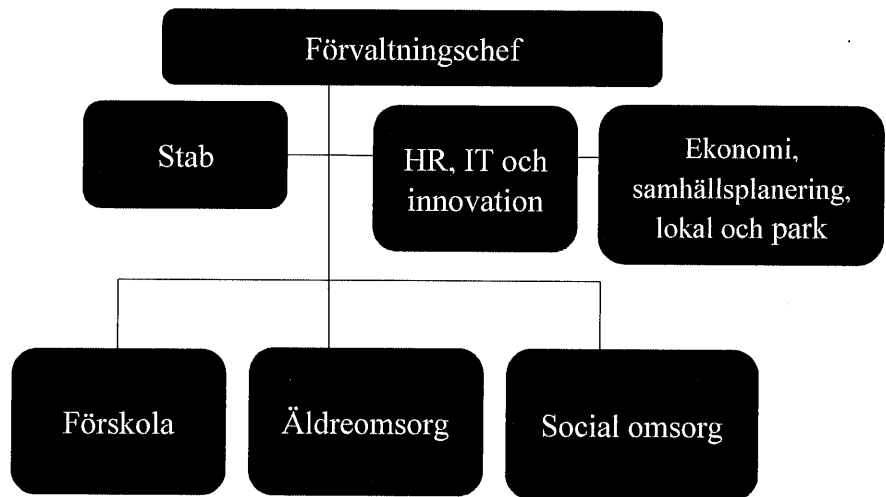 Förvaltningschef
Stab
HR, IT och
innovation
Ekonomi,
samhällsplanering,
lokal och park
Förskola
Äldreomsorg
Social omsorg